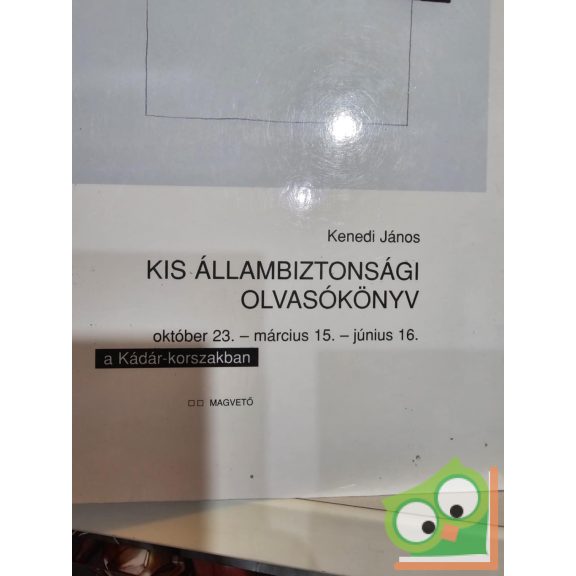 Kenedi János
KIS ÁLLAMBIZTONSÁGI
OLVASÓKÖNYV
október 23. – március 15. – június 16.
a Kádár-korszakban
MAGVETŐ